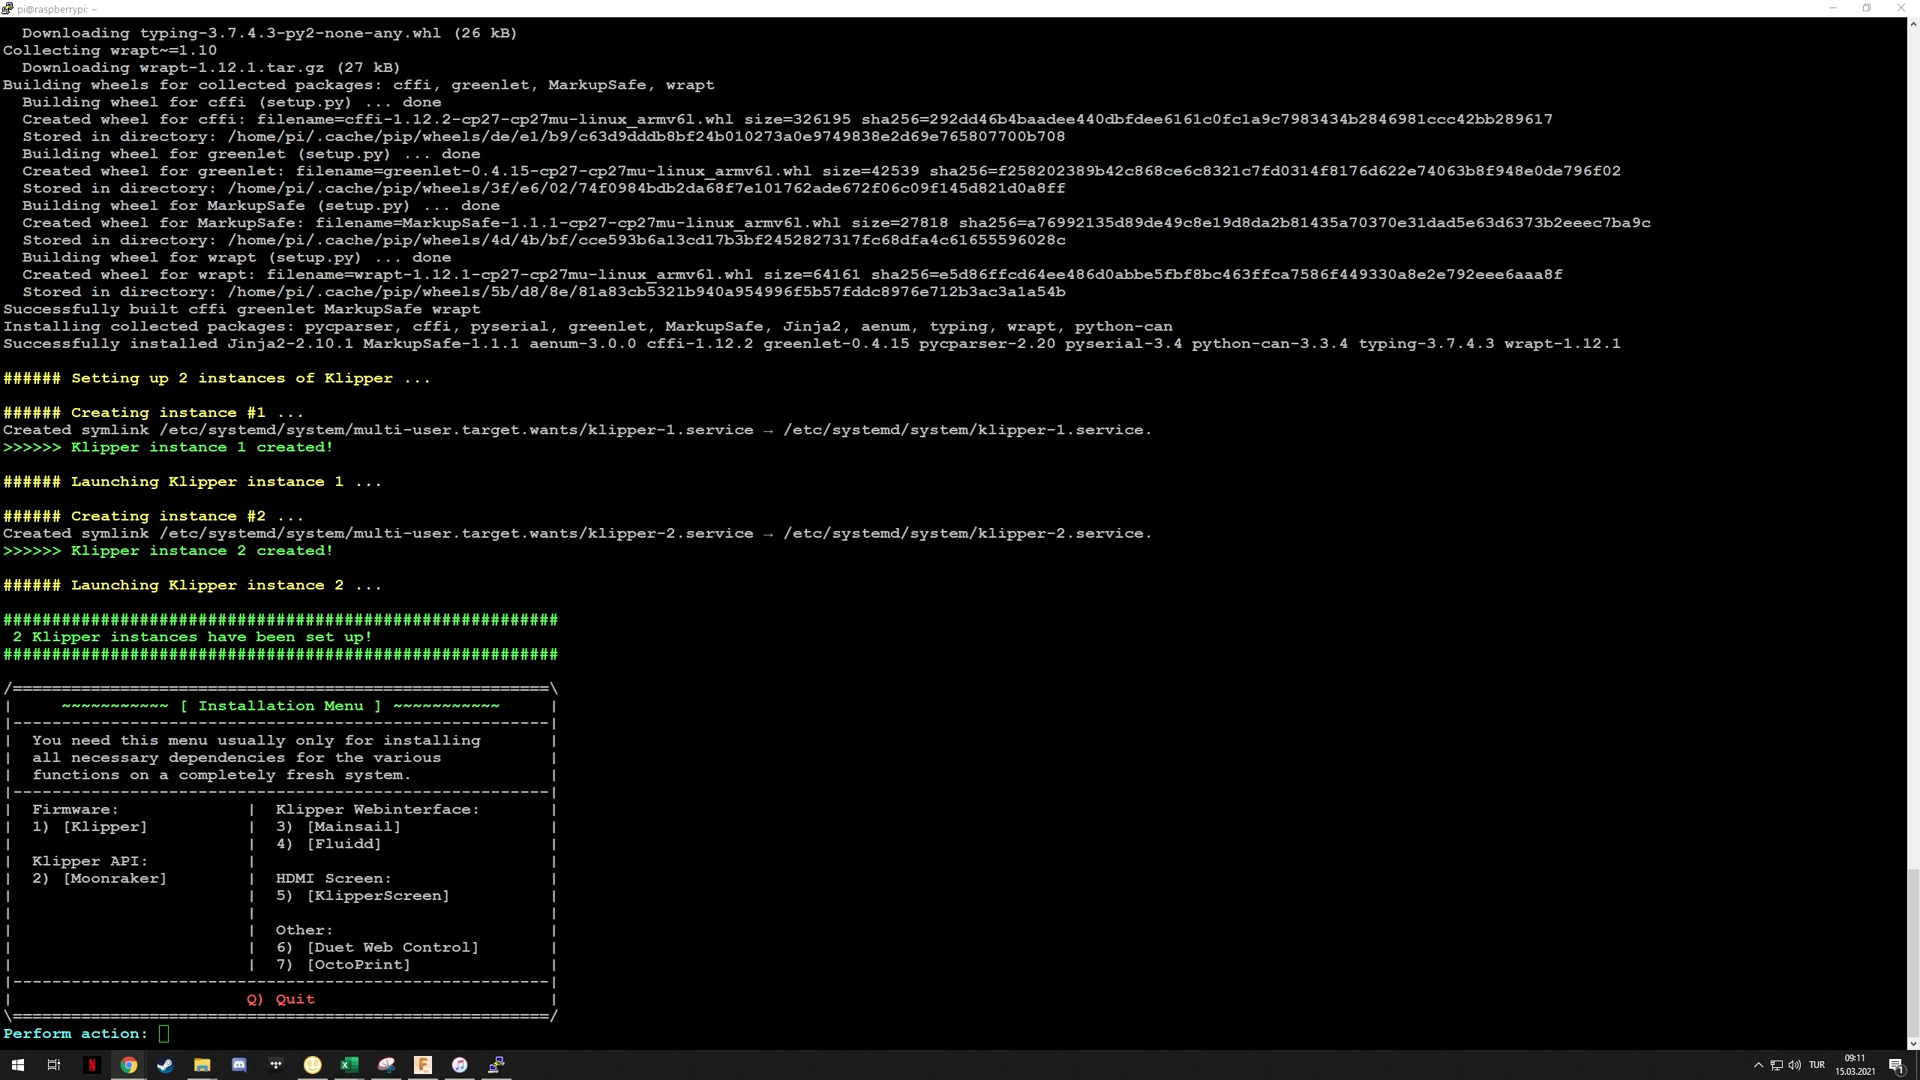 pi@raspberrypi: ~
Downloading typing-3.7.4.3-py2-none-any.whl (26 kB)
Collecting wrapt~=1.10
Downloading wrapt-1.12.1.tar.gz (27 kB)
Building wheels for collected packages: cffi, greenlet, MarkupSafe, wrapt
Building wheel for cffi (setup.py) ... done
Created wheel for cffi: filename=cffi-1.12.2-cp27-cp27mu-linux_armv6l.whl size=326195 sha256=292dd46b4baadee440dbfdee6161c0fc1a9c7983434b2846981ccc42bb289617
Stored in directory: /home/pi/.cache/pip/wheels/de/e1/b9/c63d9dddb8bf24b010273a0e9749838e2d69e765807700b708
Building wheel for greenlet (setup.py) ... done
Created wheel for greenlet: filename=greenlet-0.4.15-cp27-cp27mu-linux_armv6l.whl size=42539 sha256=f258202389b42c868ce6c8321c7fd0314f8176d622e74063b8f948e0de796f02
Stored in directory: /home/pi/.cache/pip/wheels/3f/e6/02/74f0984bdb2da68f7e101762ade672f06c09f145d821d0a8ff
Building wheel for MarkupSafe (setup.py) ... done
Created wheel for MarkupSafe: filename=MarkupSafe-1.1.1-cp27-cp27mu-linux_armv6l.whl size=27818 sha256=a76992135d89de49c8e19d8da2b81435a70370e31dad5e63d6373b2eeec7ba9c
Stored in directory: /home/pi/.cache/pip/wheels/4d/4b/bf/cce593b6a13cd17b3bf2452827317fc68dfa4c61655596028c
Building wheel for wrapt (setup.py) ... done
Created wheel for wrapt: filename=wrapt-1.12.1-cp27-cp27mu-linux_armv6l.whl size=64161 sha256=e5d86ffcd64ee486d0abbe5fbf8bc463ffca7586f449330a8e2e792eee6aaa8f
Stored in directory: /home/pi/.cache/pip/wheels/5b/d8/8e/81a83cb5321b940a954996f5b57fddc8976e712b3ac3a1a54b
Successfully built cffi greenlet MarkupSafe wrapt
Installing collected packages: pycparser, cffi, pyserial, greenlet, MarkupSafe, Jinja2, aenum, typing, wrapt, python-can
Successfully installed Jinja2-2.10.1 MarkupSafe-1.1.1 aenum-3.0.0 cffi-1.12.2 greenlet-0.4.15 pycparser-2.20 pyserial-3.4 python-can-3.3.4 typing-3.7.4.3 wrapt-1.12.1
###### Setting up 2 instances of Klipper ...
###### Creating instance #1 ...
Created symlink /etc/systemd/system/multi-user.target.wants/klipper-1.service → /etc/systemd/system/klipper-1.service.
>>>>>> Klipper instance 1 created!
###### Launching Klipper instance 1 ...
###### Creating instance #2 ...
Created symlink /etc/systemd/system/multi-user.target.wants/klipper-2.service → /etc/systemd/system/klipper-2.service.
>>>>>> Klipper instance 2 created!
###### Launching Klipper instance 2 ...
#########################################################
2 Klipper instances have been set up!
#########################################################
/=======================================================\
| ~~~~~~~~~~~ [ Installation Menu ] ~~~~~~~~~~~ |
|-------------------------------------------------------|
| You need this menu usually only for installing |
| all necessary dependencies for the various |
| functions on a completely fresh system. |
|-------------------------------------------------------|
| Firmware: | Klipper Webinterface: |
| 1) [Klipper] | 3) [Mainsail] |
| | 4) [Fluidd] |
| Klipper API: | |
| 2) [Moonraker] | HDMI Screen: |
| | 5) [KlipperScreen] |
| | |
| | Other: |
| | 6) [Duet Web Control] |
| | 7) [OctoPrint] |
|-------------------------------------------------------|
| Q) Quit |
\=======================================================/
Perform action:
TUR
09:11
15.03.2021